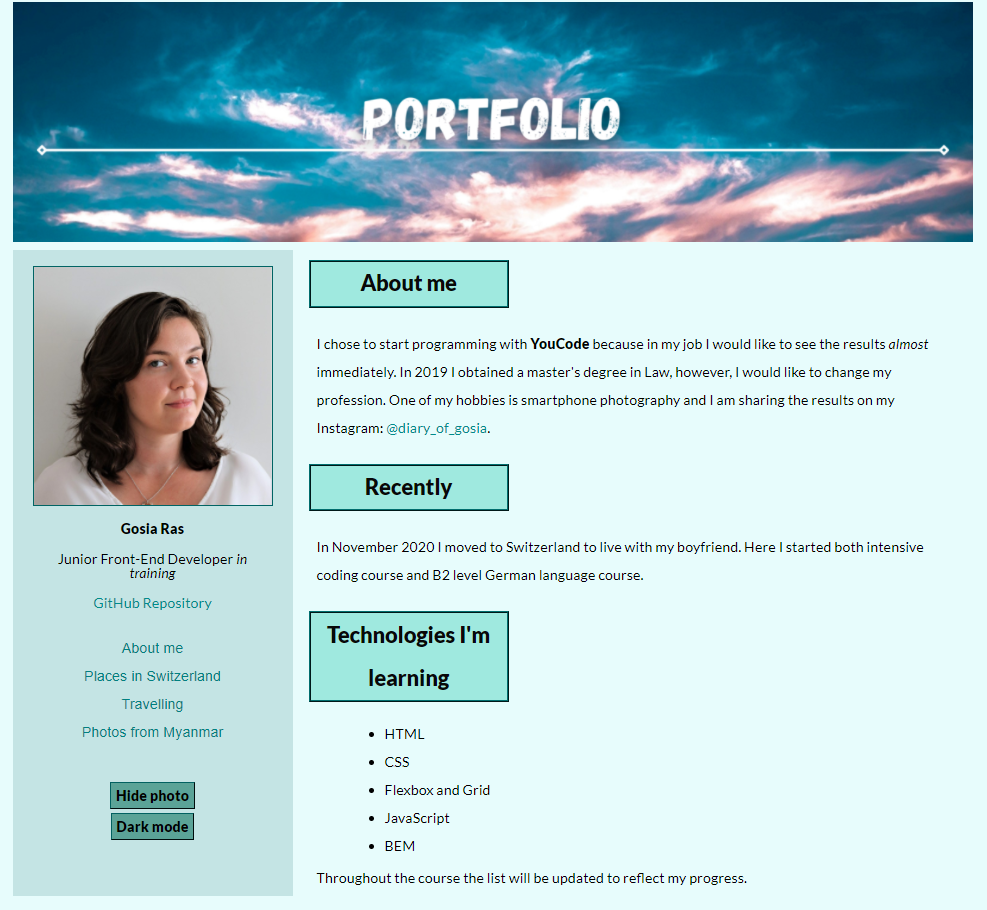 PORTFOLIO
Gosia Ras
Junior Front-End Developer in
training
GitHub Repository
About me
Places in Switzerland
Travelling
Photos from Myanmar
Hide photo
Dark mode
About me
I chose to start programming with YouCode because in my job I would like to see the results almost
immediately. In 2019 I obtained a master's degree in Law, however, I would like to change my
profession. One of my hobbies is smartphone photography and I am sharing the results on my
Instagram: @diary_of_gosia.
Recently
In November 2020 I moved to Switzerland to live with my boyfriend. Here I started both intensive
coding course and B2 level German language course.
Technologies I'm
learning
• HTML
• CSS
• Flexbox and Grid
• JavaScript
• BEM
Throughout the course the list will be updated to reflect my progress.